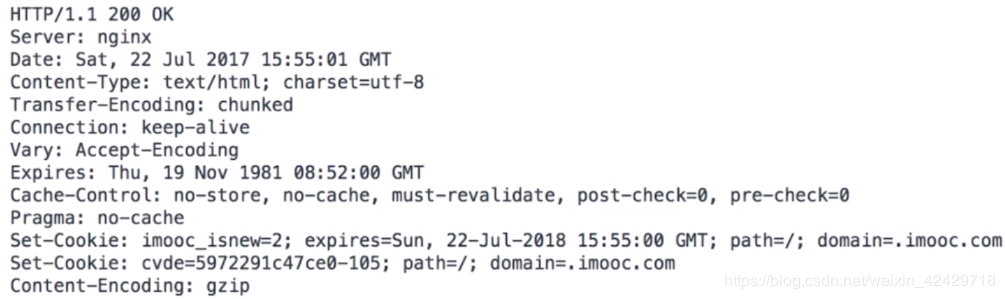 HTTP/1.1 200 OK
Server: nginx
Date: Sat, 22 Jul 2017 15:55:01 GMT
Content-Type: text/html; charset=utf-8
Transfer-Encoding: chunked
Connection: keep-alive
Vary: Accept-Encoding
Expires: Thu, 19 Nov 1981 08:52:00 GMT
Cache-Control: no-store, no-cache, must-revalidate, post-check=0, pre-check=0
Pragma: no-cache
Set-Cookie: imooc_isnew=2; expires=Sun, 22-Jul-2018 15:55:00 GMT; path=/; domain=.imooc.com
Set-Cookie: cvde=5972291c47ce0-105; path=/; domain=.imooc.com
Content-Encoding: gzip
https://blog.csdn.net/weixin_42429718